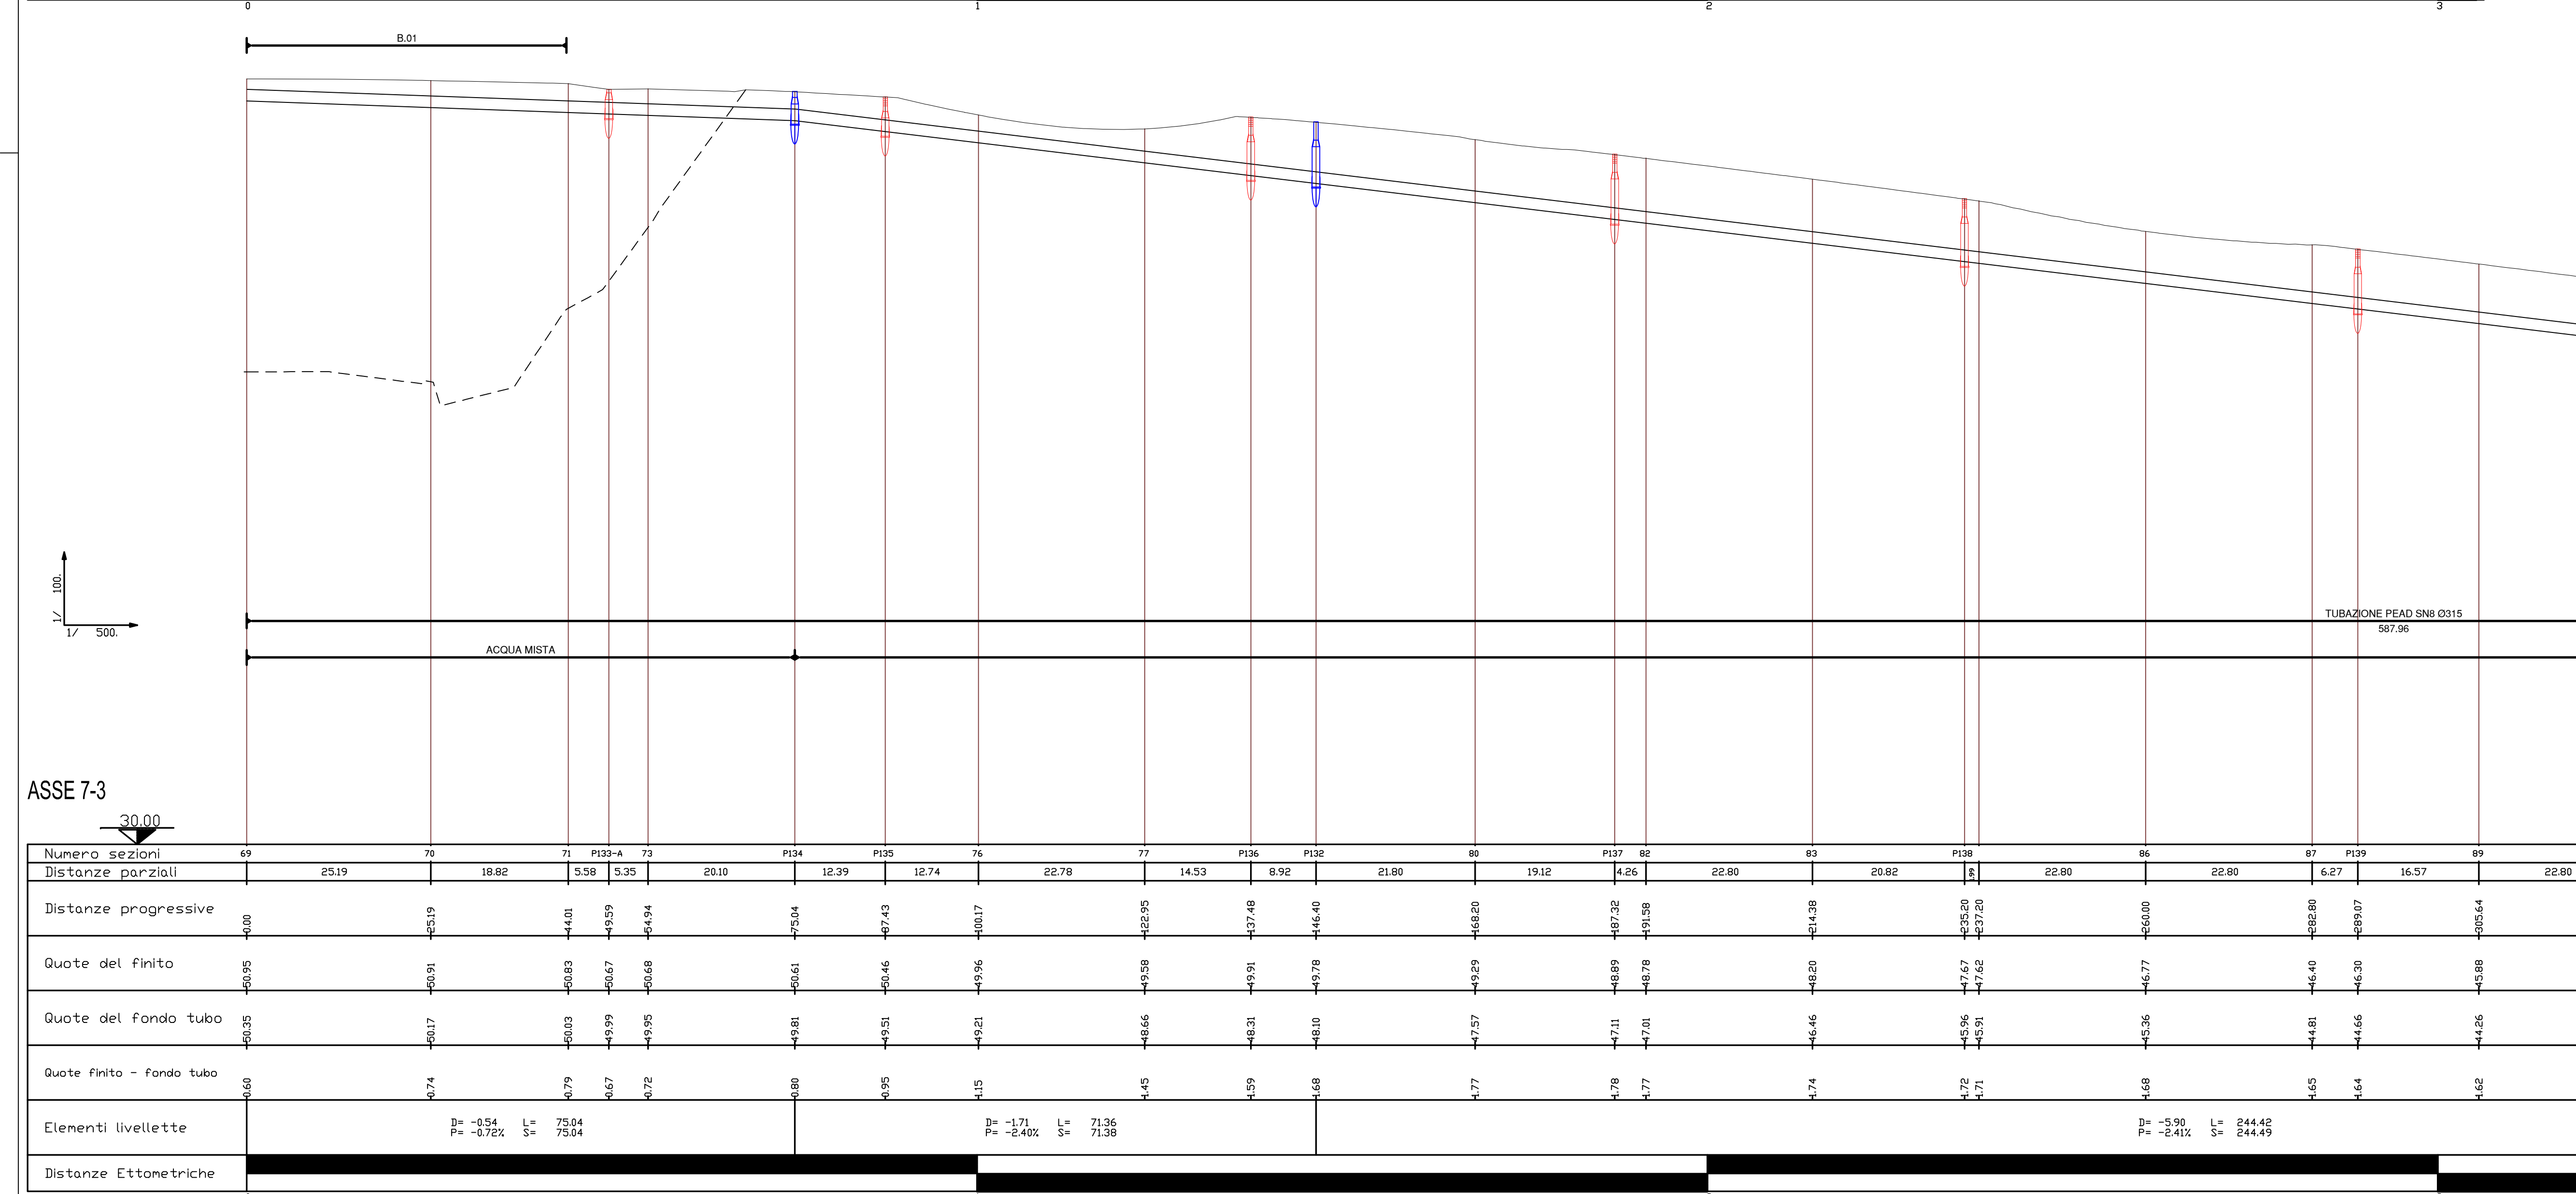 0 1 2 3
B.01
1/ 100.
1/ 500.
TUBAZIONE PEAD SN8 Ø315
587.96
ACQUA MISTA
ASSE 7-3
30.00
Numero sezioni 69 70 71 P133-A 73 P134 P135 76 77 P136 P132 80 P137 82 83 P138 86 87 P139 89
Distanze parziali 25.19 18.82 5.58 5.35 20.10 12.39 12.74 22.78 14.53 8.92 21.80 19.12 4.26 22.80 20.82 1.99 22.80 22.80 6.27 16.57 22.80
Distanze progressive 0.00 25.19 44.01 49.59 54.94 75.04 87.43 100.17 122.95 137.48 146.40 168.20 187.32 191.58 214.38 235.20 237.20 260.00 282.80 289.07 305.64
Quote del finito 50.95 50.91 50.83 50.67 50.68 50.61 50.46 49.96 49.58 49.91 49.78 49.29 48.89 48.78 48.20 47.67 47.62 46.77 46.40 46.30 45.88
Quote del fondo tubo 50.35 50.17 50.03 49.99 49.95 49.81 49.51 49.21 48.66 48.31 48.10 47.57 47.11 47.01 46.46 45.96 45.91 45.36 44.81 44.66 44.26
Quote finito - fondo tubo 0.60 0.74 0.79 0.67 0.72 0.80 0.95 1.15 1.45 1.59 1.68 1.77 1.78 1.77 1.74 1.72 1.71 1.68 1.65 1.64 1.62
Elementi livellette
D= -0.54 L= 75.04
P= -0.72% S= 75.04
D= -1.71 L= 71.36
P= -2.40% S= 71.38
D= -5.90 L= 244.42
P= -2.41% S= 244.49
Distanze Ettometriche